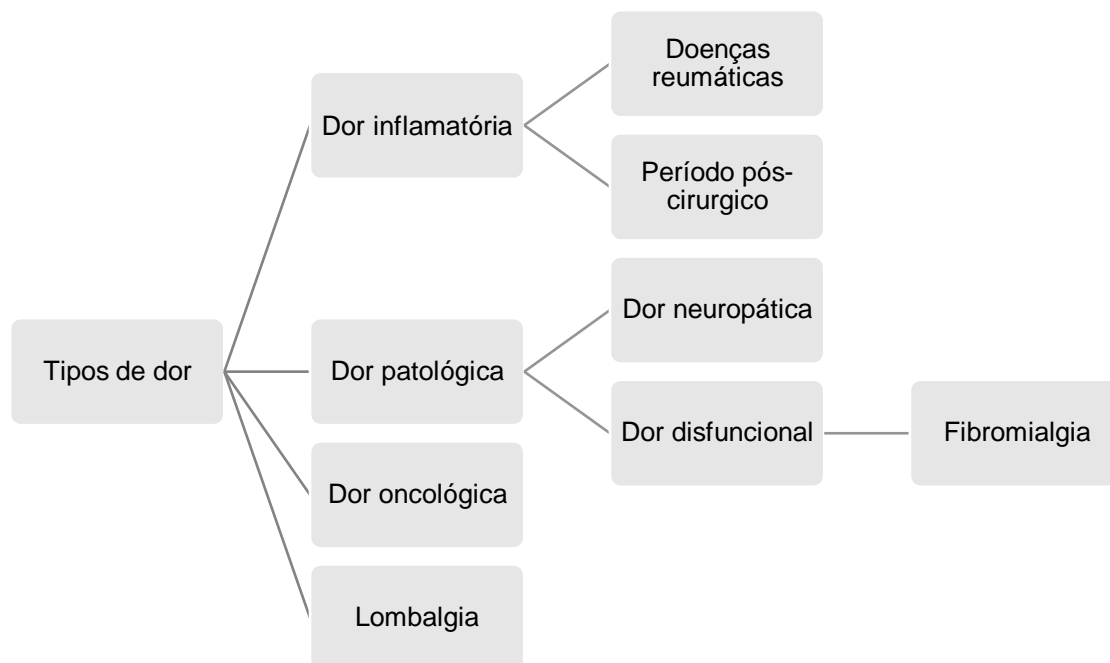 Tipos de dor
Dor inflamatória
Doenças
reumáticas
Período pós-
cirurgico
Dor patológica
Dor neuropática
Dor disfuncional
Fibromialgia
Dor oncológica
Lombalgia